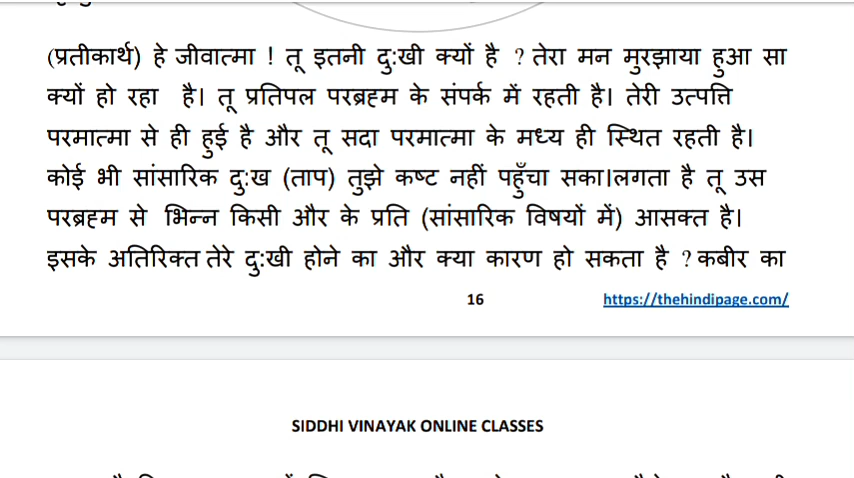 (प्रतीकार्थ) हे जीवात्मा ! तू इतनी दु:खी क्यों है ? तेरा मन मुरझाया हुआ सा
क्यों हो रहा है। तू प्रतिपल परब्रह्म के संपर्क में रहती है। तेरी उत्पत्ति
परमात्मा से ही हुई है और तू सदा परमात्मा के मध्य ही स्थित रहती है।
कोई भी सांसारिक दु:ख (ताप) तुझे कष्ट नहीं पहुँचा सका।लगता है तू उस
परब्रह्म से भिन्न किसी और के प्रति (सांसारिक विषयों में) आसक्त है।
इसके अतिरिक्त तेरे दु:खी होने का और क्या कारण हो सकता है ? कबीर का
16 https://thehindipage.com/
SIDDHI VINAYAK ONLINE CLASSES